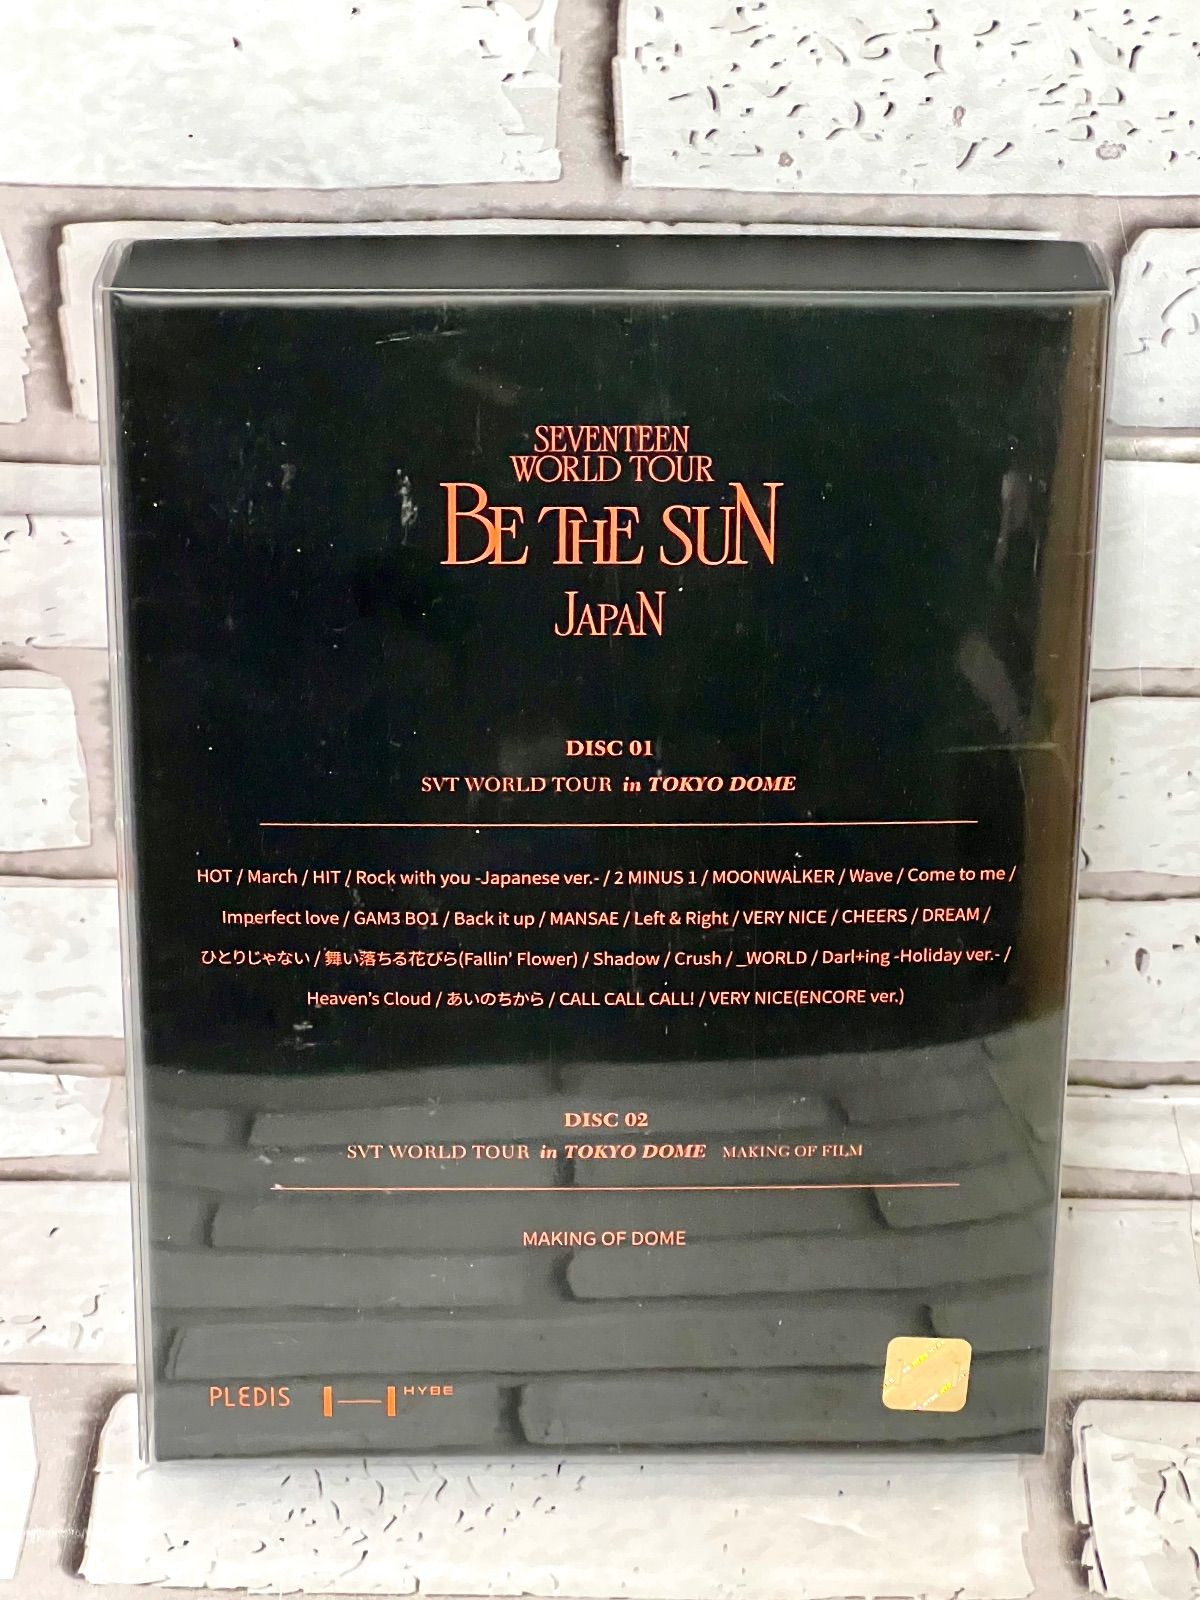 SEVENTEEN
WORLD TOUR
BE THE SUN
JAPAN
DISC 01
SVT WORLD TOUR in TOKYO DOME
HOT / March / HIT / Rock with you -Japanese ver.- / 2 MINUS 1 / MOONWALKER / Wave / Come to me /
Imperfect love / GAM3 BO1 / Back it up / MANSAE / Left & Right / VERY NICE / CHEERS / DREAM /
ひとりじゃない / 舞い落ちる花びら(Fallin' Flower) / Shadow / Crush / _WORLD / Darl+ing -Holiday ver.- /
Heaven's Cloud / あいのちから / CALL CALL CALL! / VERY NICE(ENCORE ver.)
DISC 02
SVT WORLD TOUR in TOKYO DOME MAKING OF FILM
MAKING OF DOME
PLEDIS HYBE